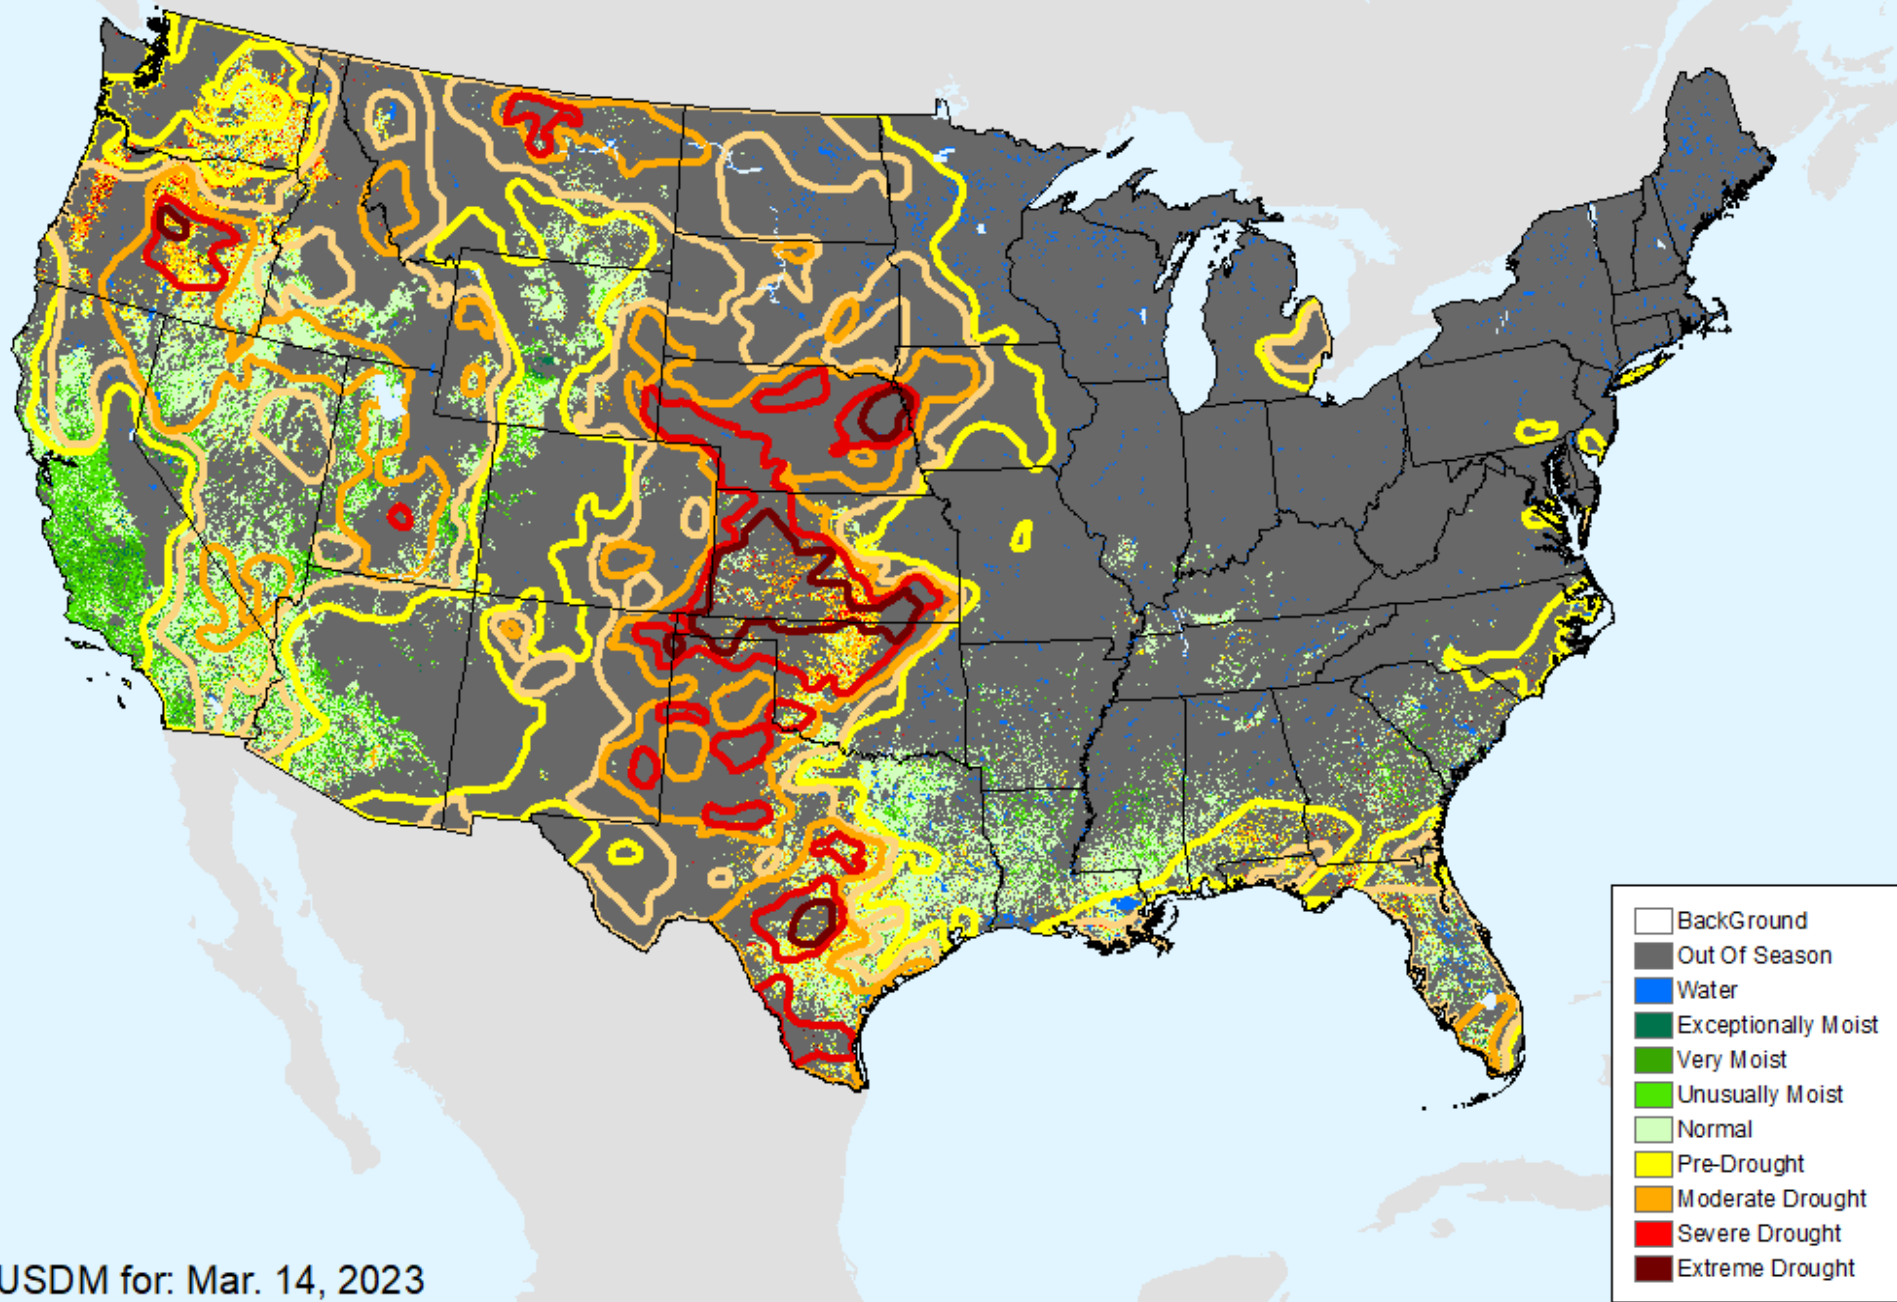 BackGround
Out Of Season
Water
Exceptionally Moist
Very Moist
Unusually Moist
Normal
Pre-Drought
Moderate Drought
Severe Drought
Extreme Drought
USDM for: Mar. 14, 2023